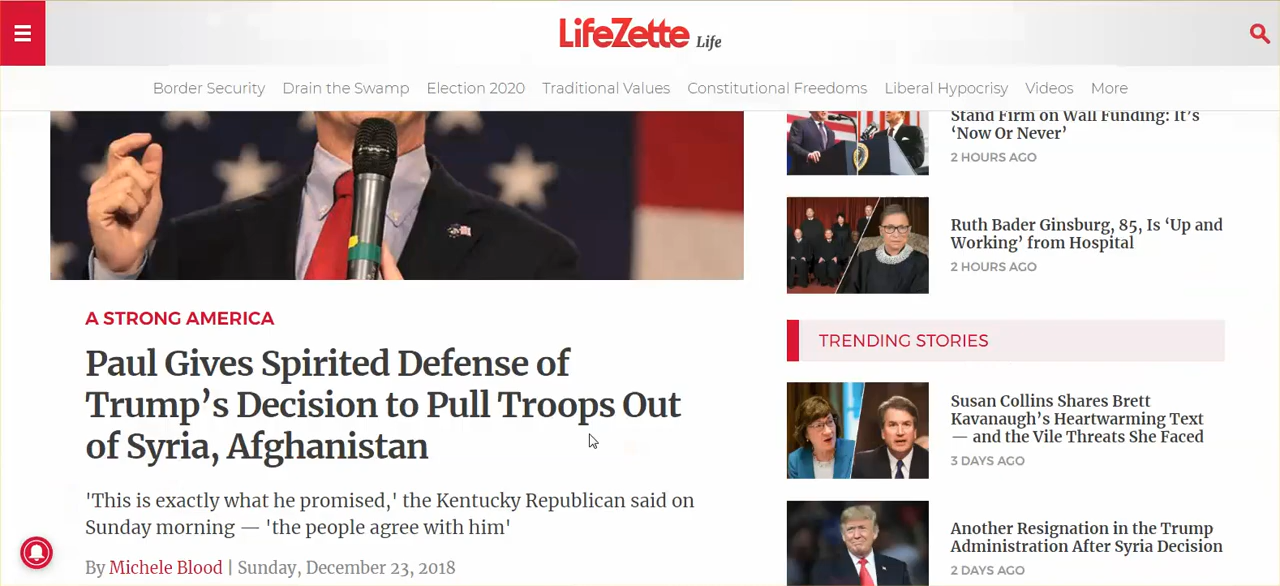 LifeZette Life
Border Security Drain the Swamp Election 2020 Traditional Values Constitutional Freedoms Liberal Hypocrisy Videos More
A STRONG AMERICA
Paul Gives Spirited Defense of
Trump’s Decision to Pull Troops Out
of Syria, Afghanistan
'This is exactly what he promised,' the Kentucky Republican said on
Sunday morning — 'the people agree with him'
By Michele Blood | Sunday, December 23, 2018
Stand Firm on Wall Funding: It’s
‘Now Or Never’
2 HOURS AGO
Ruth Bader Ginsburg, 85, Is ‘Up and
Working’ from Hospital
2 HOURS AGO
TRENDING STORIES
Susan Collins Shares Brett
Kavanaugh’s Heartwarming Text
— and the Vile Threats She Faced
3 DAYS AGO
Another Resignation in the Trump
Administration After Syria Decision
2 DAYS AGO